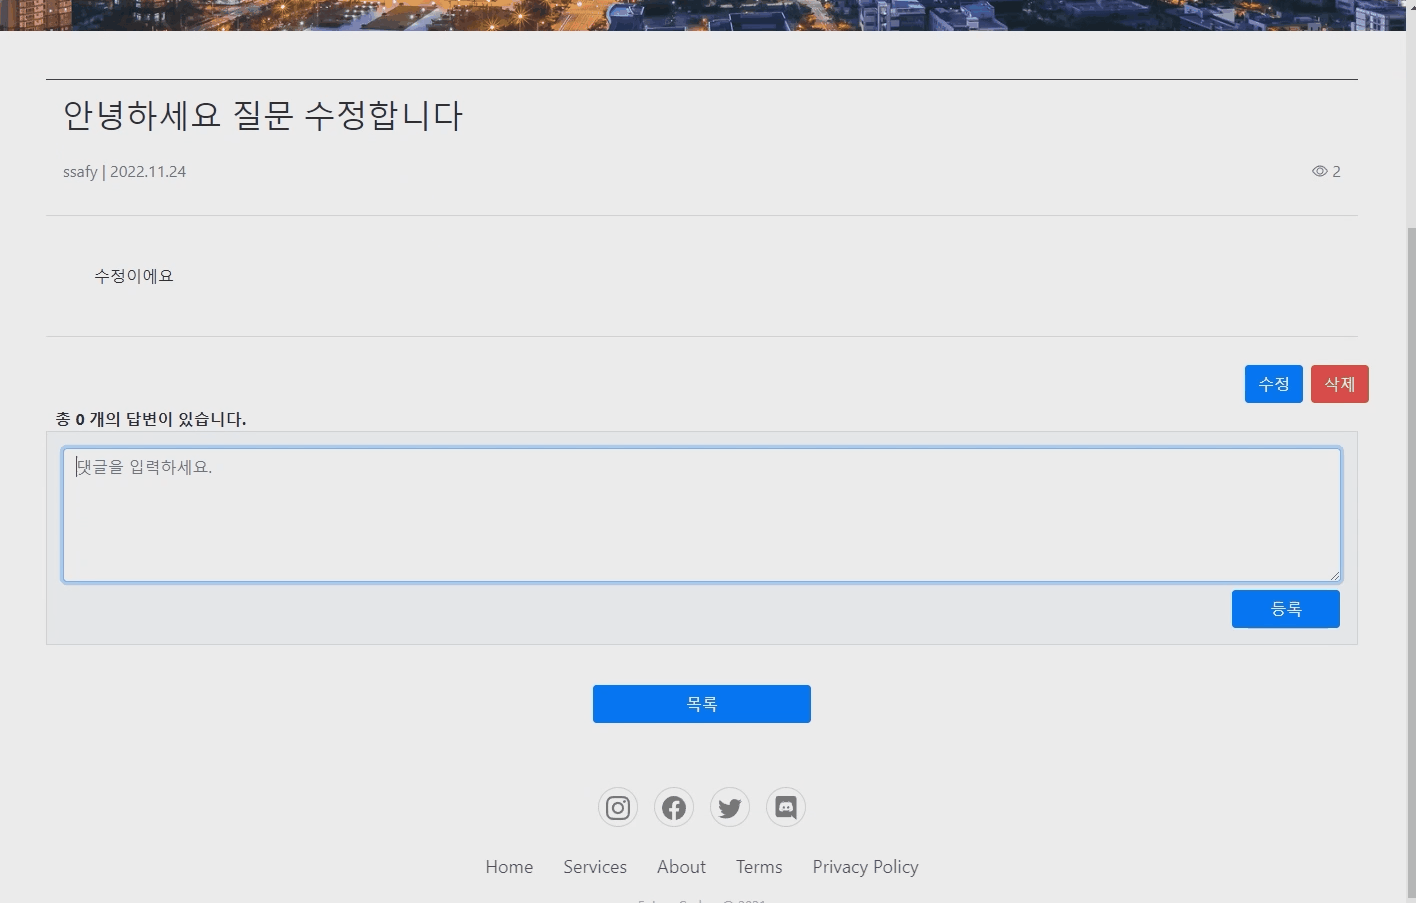 안녕하세요 질문 수정합니다
ssafy | 2022.11.24
2
수정이에요
수정 삭제
총 0 개의 답변이 있습니다.
댓글을 입력하세요.
등록
목록
Home Services About Terms Privacy Policy